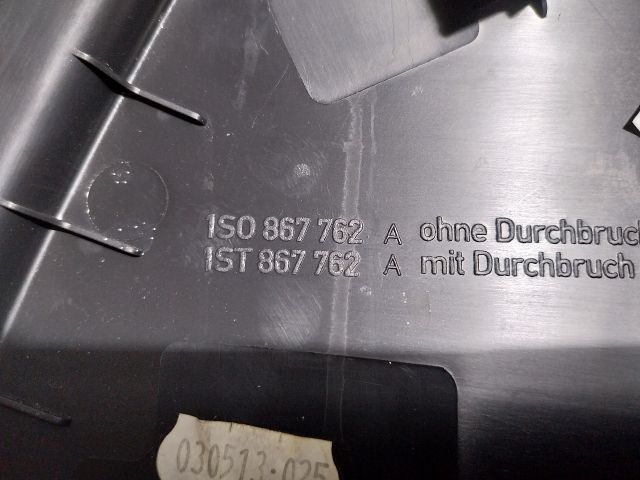 1S0 867 762 A ohne Durchbruch
1ST 867 762 A mit Durchbruch
030513·025